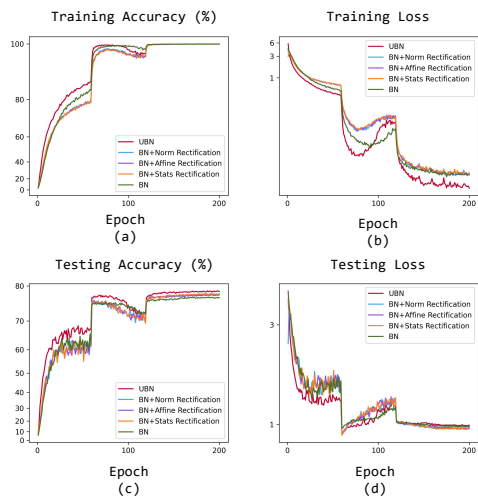 Training Accuracy (%)
100
80
60
40
20
0
UBN
BN+Norm Rectification
BN+Affine Rectification
BN+Stats Rectification
BN
0
100
200
Epoch
(a)
Training Loss
6
3
1
UBN
BN+Norm Rectification
BN+Affine Rectification
BN+Stats Rectification
BN
0
100
200
Epoch
(b)
Testing Accuracy (%)
80
70
60
50
40
30
20
10
0
UBN
BN+Norm Rectification
BN+Affine Rectification
BN+Stats Rectification
BN
0
100
200
Epoch
(c)
Testing Loss
3
1
UBN
BN+Norm Rectification
BN+Affine Rectification
BN+Stats Rectification
BN
0
100
200
Epoch
(d)